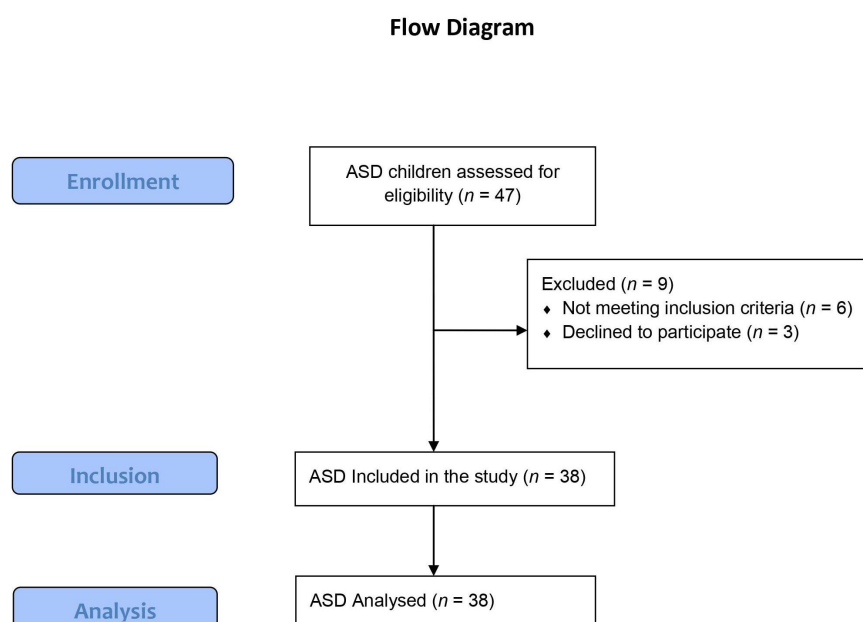 Flow Diagram
Enrollment
ASD children assessed for
eligibility (n = 47)
Excluded (n = 9)
♦ Not meeting inclusion criteria (n = 6)
♦ Declined to participate (n = 3)
Inclusion
ASD Included in the study (n = 38)
Analysis
ASD Analysed (n = 38)